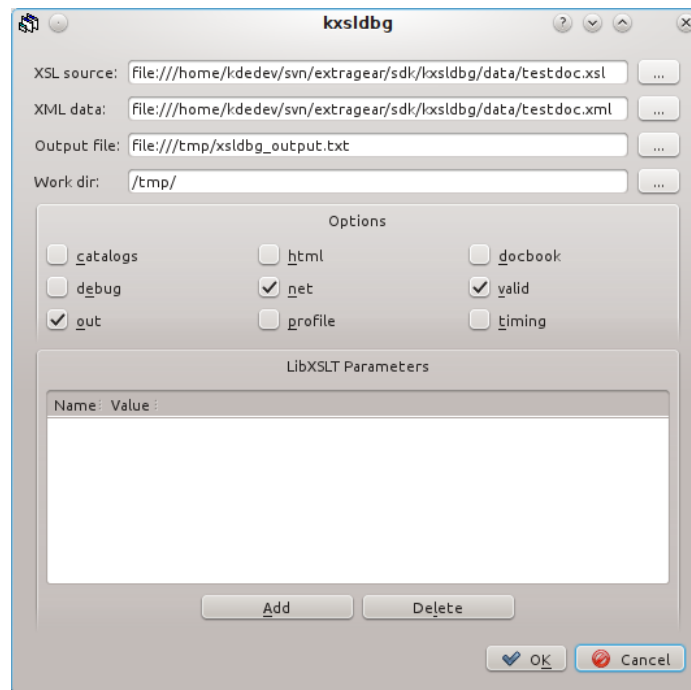 kxsldbg
XSL source: file:///home/kdedev/svn/extragear/sdk/kxsldbg/data/testdoc.xsl ...
XML data: file:///home/kdedev/svn/extragear/sdk/kxsldbg/data/testdoc.xml ...
Output file: file:///tmp/xsldbg_output.txt ...
Work dir: /tmp/ ...
Options
catalogs html docbook
debug net valid
out profile timing
LibXSLT Parameters
Name Value
Add Delete
OK Cancel